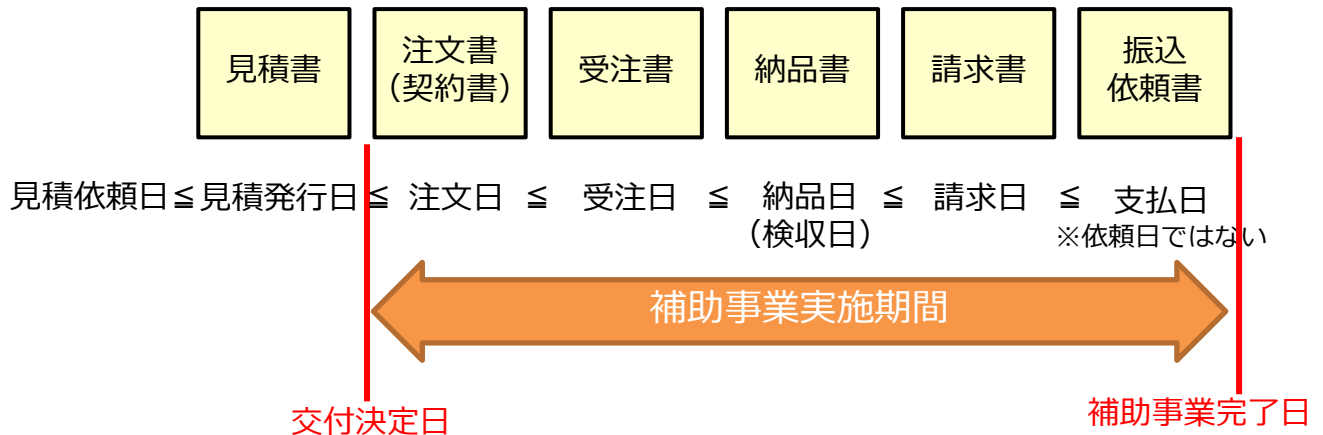 見積書
注文書
（契約書）
受注書
納品書
請求書
振込
依頼書
見積依頼日≦見積発行日≦ 注文日 ≦ 受注日 ≦ 納品日 ≦ 請求日 ≦ 支払日
（検収日）
※依頼日ではない
補助事業実施期間
交付決定日
補助事業完了日